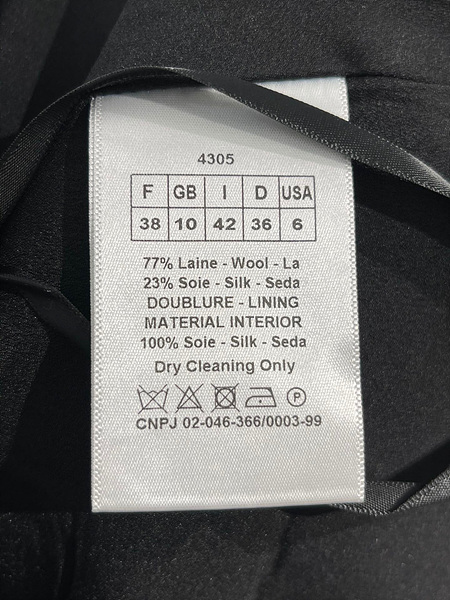 4305
F GB I D USA
38 10 42 36 6
77% Laine - Wool - La
23% Soie - Silk - Seda
DOUBLURE - LINING
MATERIAL INTERIOR
100% Soie - Silk - Seda
Dry Cleaning Only
P
CNPJ 02-046-366/0003-99